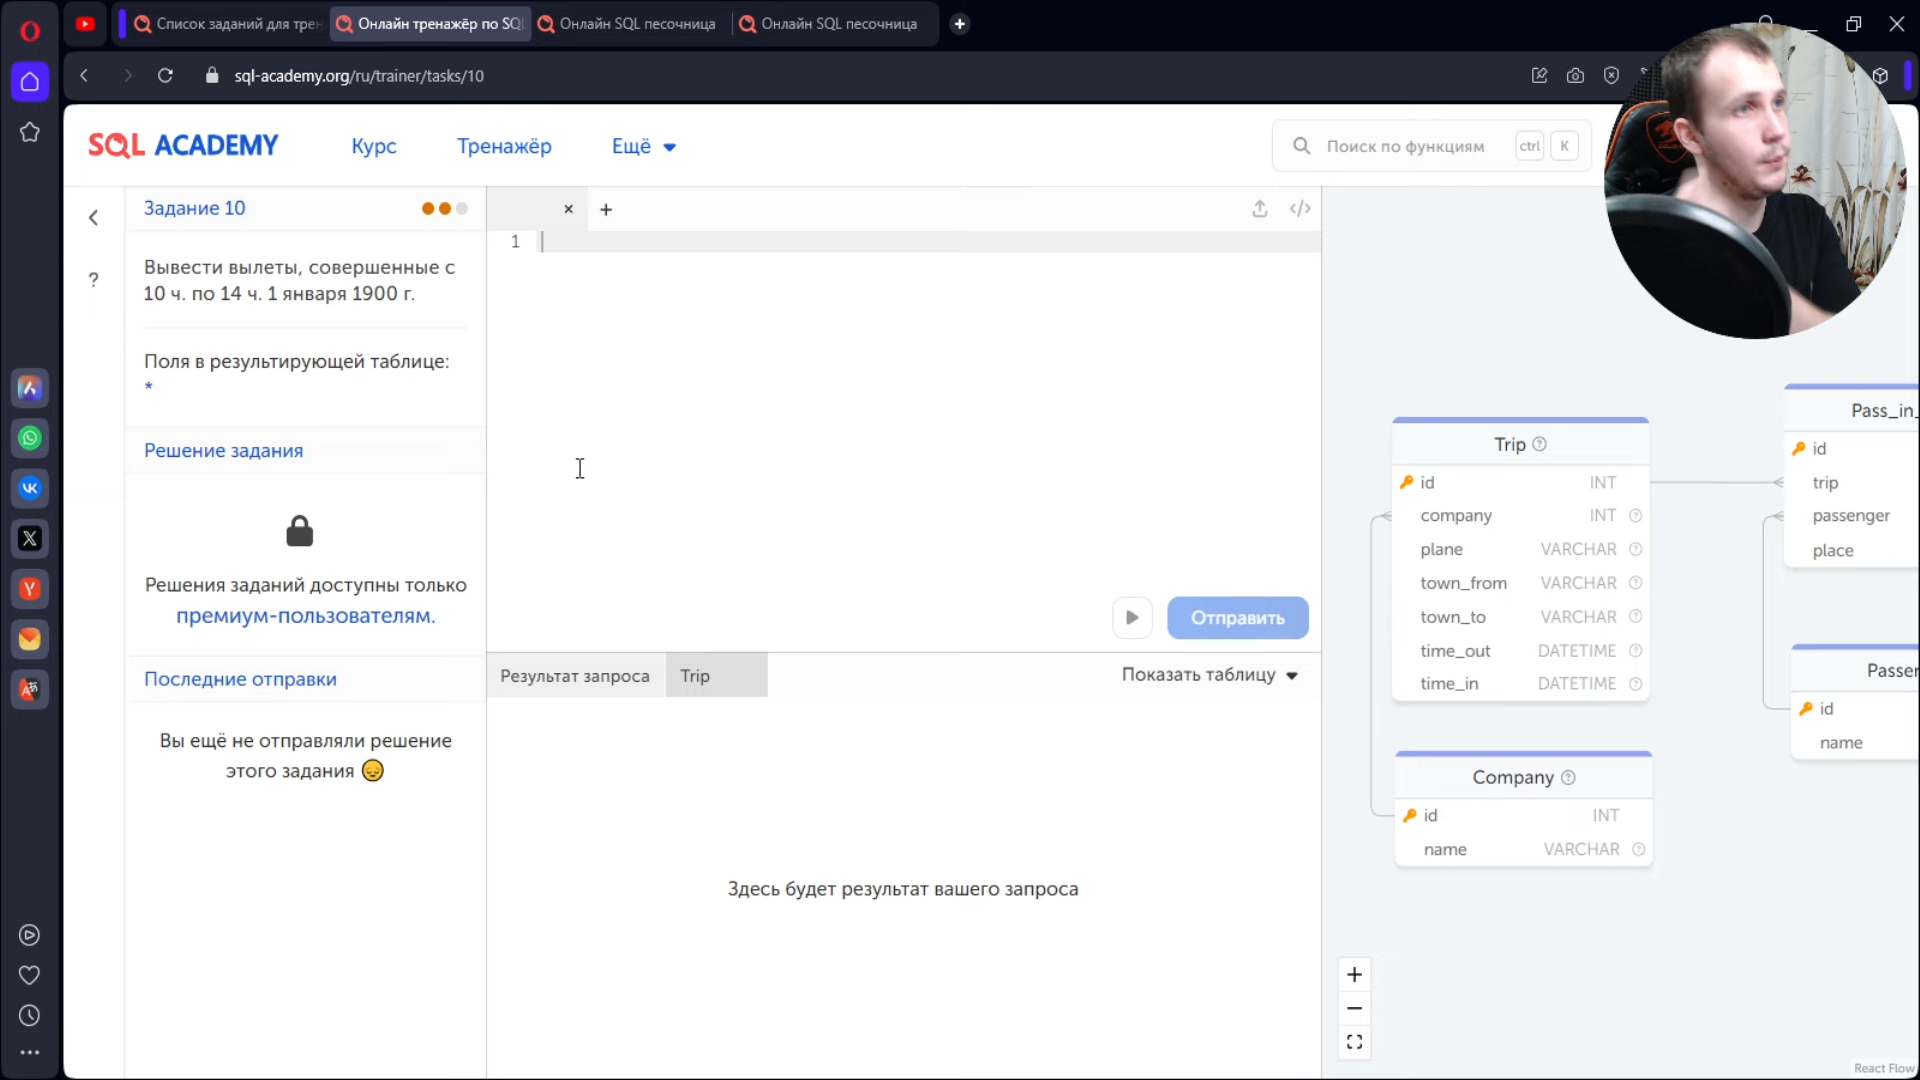 Список заданий для трен
Онлайн тренажёр по SQL
Онлайн SQL песочница
Онлайн SQL песочница
sql-academy.org/ru/trainer/tasks/10
SQL ACADEMY
Курс
Тренажёр
Ещё
Поиск по функциям
ctrl
K
Задание 10
Вывести вылеты, совершенные с
10 ч. по 14 ч. 1 января 1900 г.
Поля в результирующей таблице:
*
Решение задания
Решения заданий доступны только
премиум-пользователям.
Последние отправки
Вы ещё не отправляли решение
этого задания 😔
1
Отправить
Результат запроса
Trip
Показать таблицу
Здесь будет результат вашего запроса
Trip
id INT
company INT
plane VARCHAR
town_from VARCHAR
town_to VARCHAR
time_out DATETIME
time_in DATETIME
Company
id INT
name VARCHAR
Pass_in_
id
trip
passenger
place
Passen
id
name
React Flow